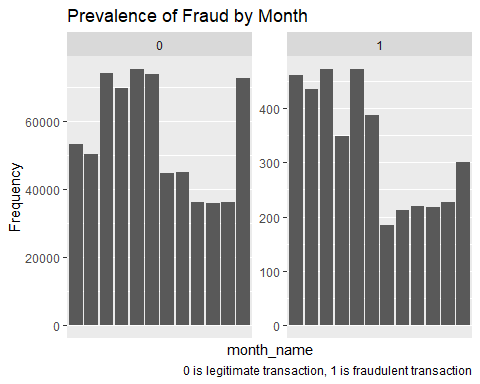 Prevalence of Fraud by Month
0
1
Frequency
60000
40000
20000
0
400
300
200
100
0
month_name
0 is legitimate transaction, 1 is fraudulent transaction